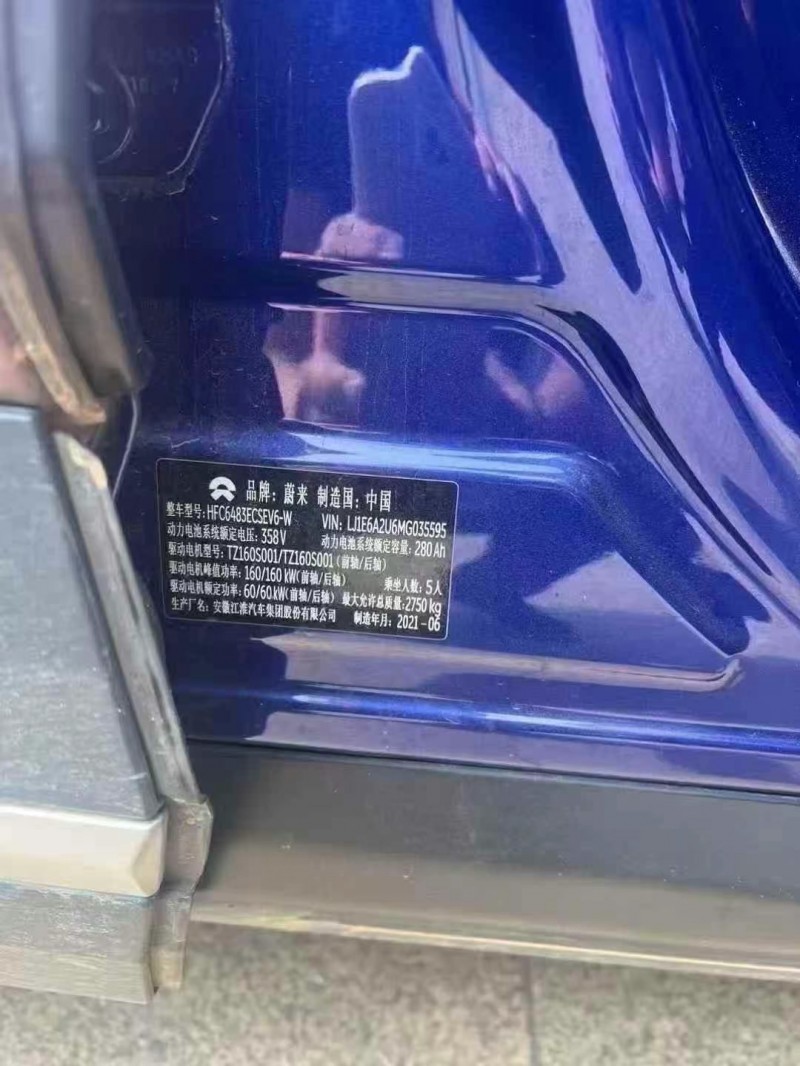 品牌: 蔚来 制造国: 中国
整车型号: HFC6483ECSEV6-W VIN: LJ1E6A2U6MG035595
动力电池系统额定电压: 358V 动力电池系统额定容量: 280Ah
驱动电机型号: TZ160S001/TZ160S001 (前轴/后轴)
驱动电机峰值功率: 160/160 kW(前轴/后轴) 乘坐人数: 5人
驱动电机额定功率: 60/60kW(前轴/后轴) 最大允许总质量: 2750kg
生产厂名: 安徽江淮汽车集团股份有限公司 制造年月: 2021-06